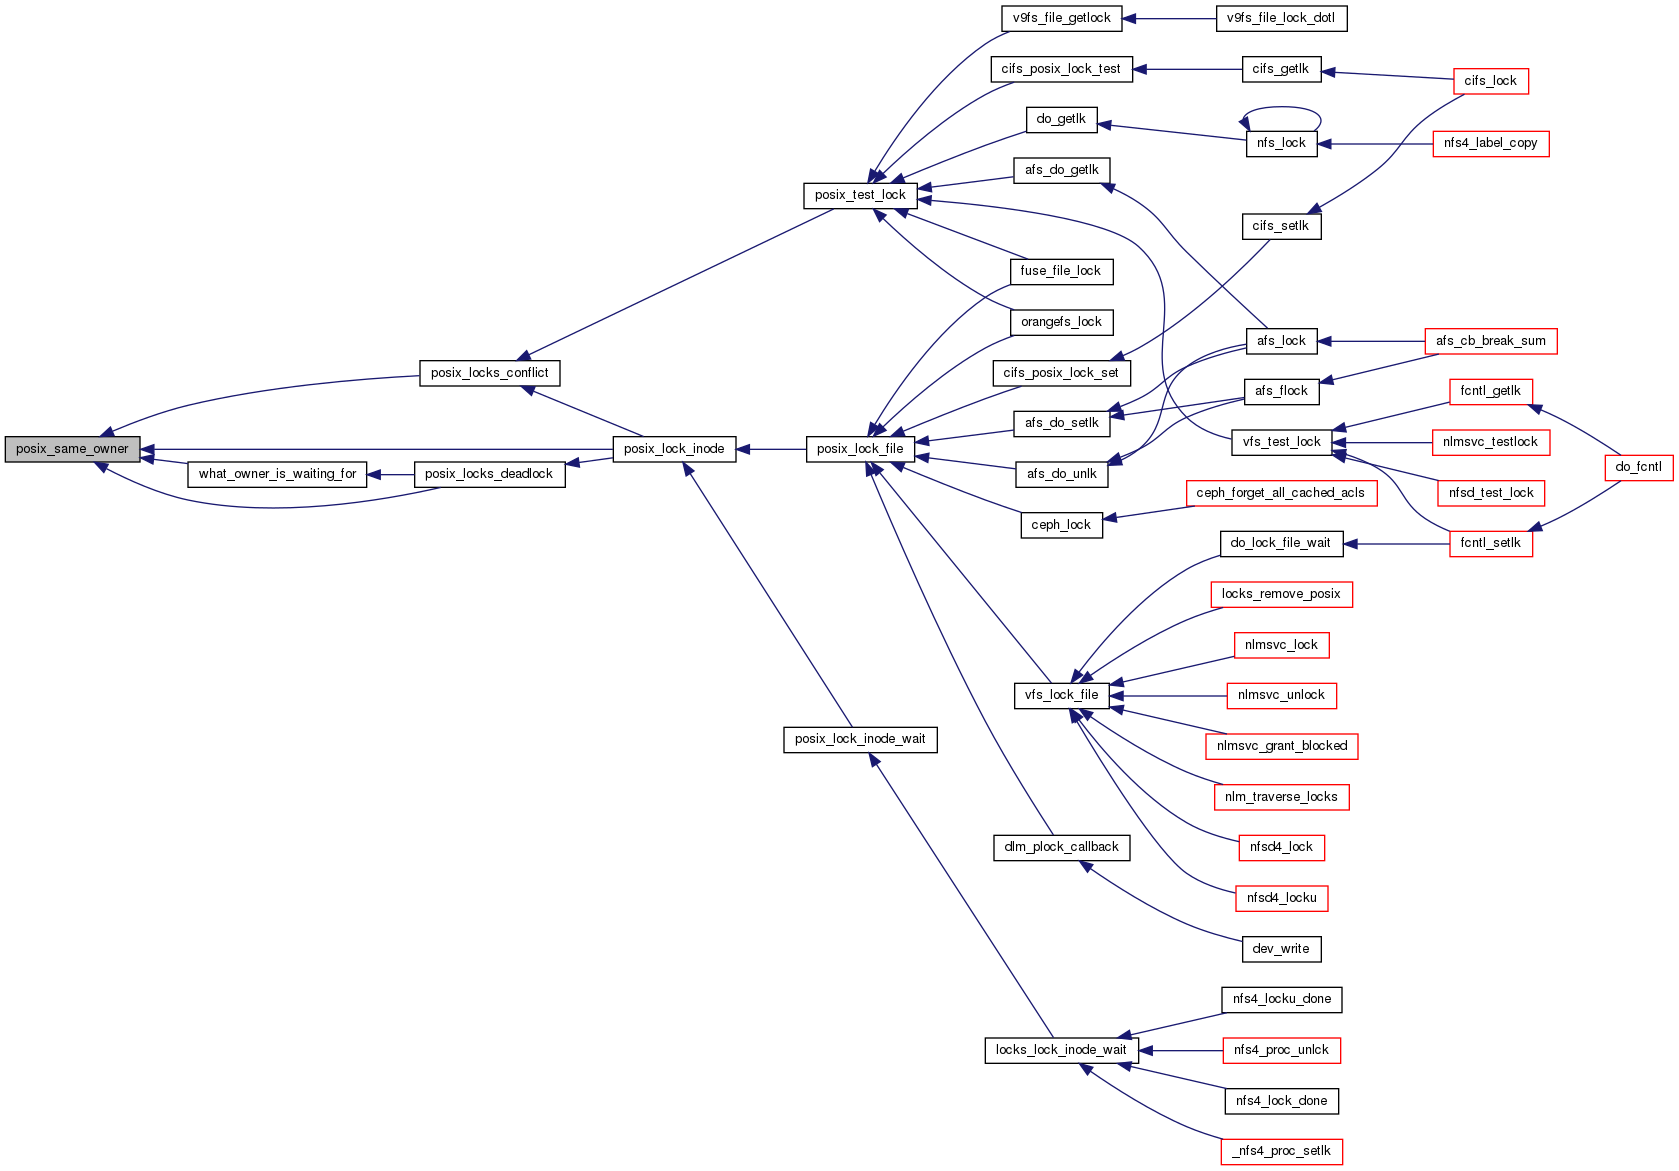 v9fs_file_getlock
v9fs_file_lock_dotl
cifs_posix_lock_test
cifs_getlk
cifs_lock
do_getlk
nfs_lock
nfs4_label_copy
afs_do_getlk
posix_test_lock
cifs_setlk
fuse_file_lock
orangefs_lock
afs_lock
afs_cb_break_sum
posix_locks_conflict
cifs_posix_lock_set
afs_flock
fcntl_getlk
afs_do_setlk
posix_same_owner
posix_lock_inode
posix_lock_file
vfs_test_lock
nlmsvc_testlock
do_fcntl
what_owner_is_waiting_for
posix_locks_deadlock
afs_do_unlk
ceph_forget_all_cached_acls
nfsd_test_lock
ceph_lock
do_lock_file_wait
fcntl_setlk
locks_remove_posix
nlmsvc_lock
vfs_lock_file
nlmsvc_unlock
posix_lock_inode_wait
nlmsvc_grant_blocked
nlm_traverse_locks
dlm_plock_callback
nfsd4_lock
nfsd4_locku
dev_write
nfs4_locku_done
locks_lock_inode_wait
nfs4_proc_unlck
nfs4_lock_done
_nfs4_proc_setlk